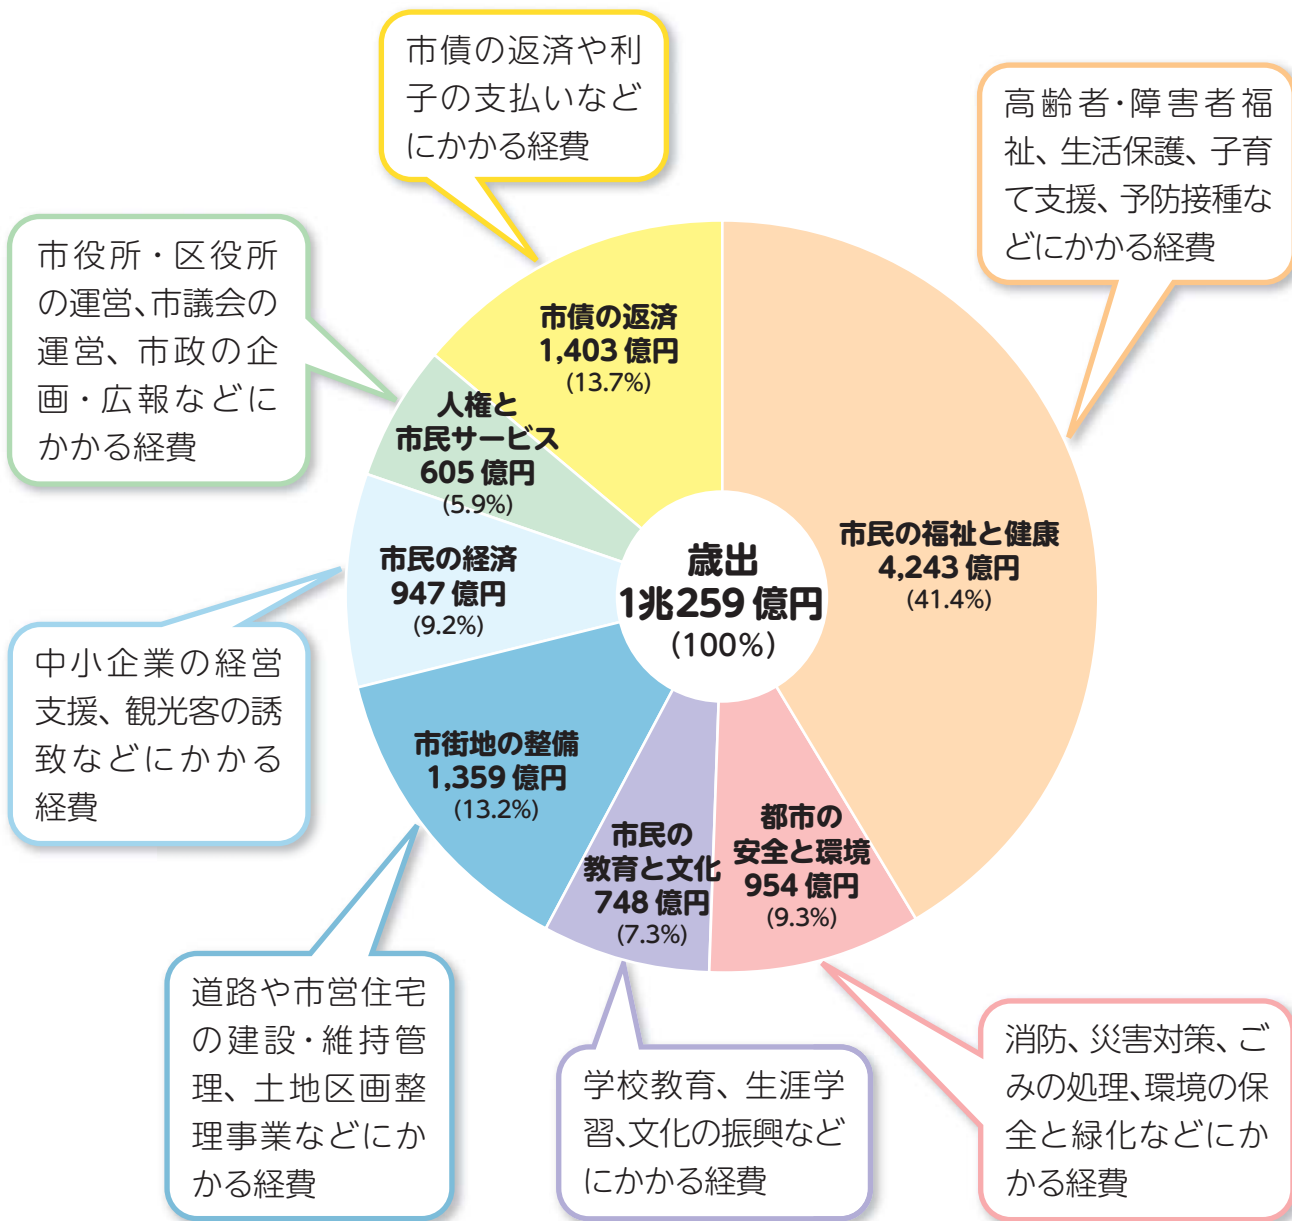 市債の返済や利
子の支払いなど
にかかる経費
高齢者・障害者福
祉、生活保護、子育
て支援、予防接種な
どにかかる経費
市役所・区役所
の運営、市議会の
運営、市政の企
画・広報などに
かかる経費
市債の返済
1,403 億円
(13.7%)
人権と
市民サービス
605 億円
(5.9%)
市民の福祉と健康
4,243 億円
(41.4%)
歳出
1兆259 億円
(100%)
市民の経済
947 億円
(9.2%)
中小企業の経営
支援、観光客の誘
致などにかかる
経費
市街地の整備
1,359 億円
(13.2%)
市民の
教育と文化
748 億円
(7.3%)
都市の
安全と環境
954 億円
(9.3%)
道路や市営住宅
の建設・維持管
理、土地区画整
理事業などにか
かる経費
学校教育、生涯学
習、文化の振興など
にかかる経費
消防、災害対策、ご
みの処理、環境の保
全と緑化などにか
かる経費